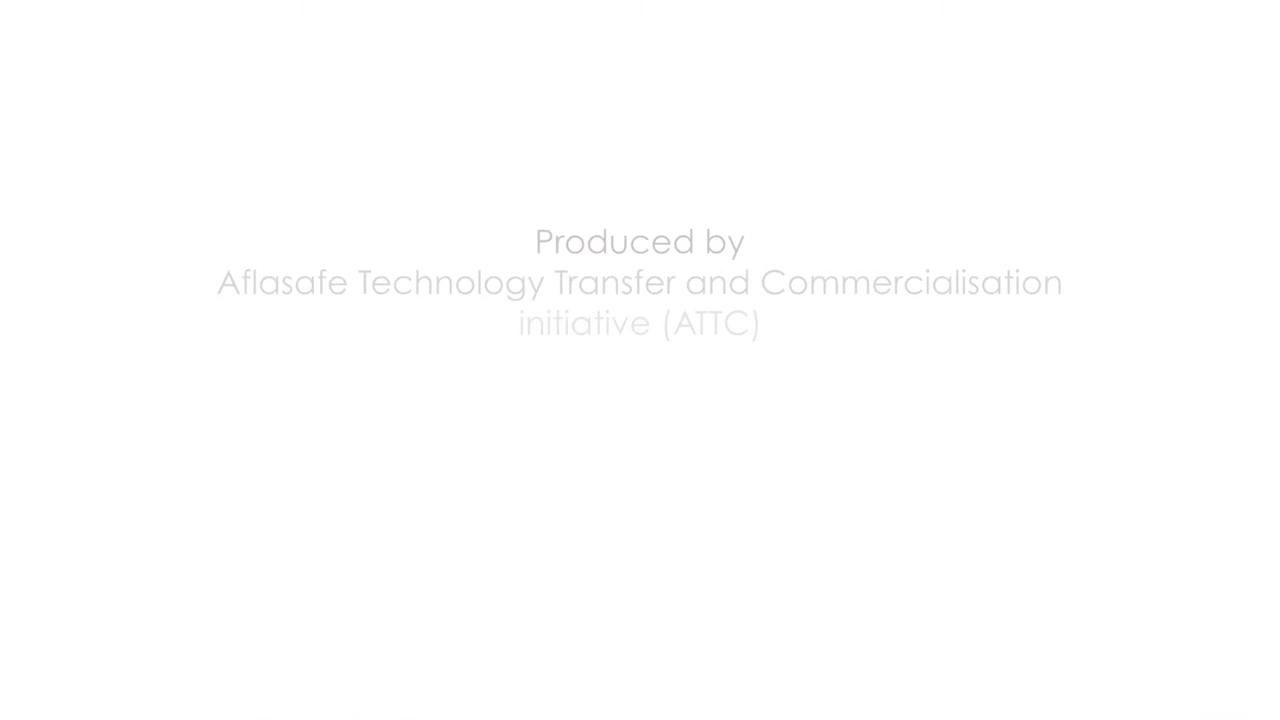 Produced by
Aflasafe Technology Transfer and Commercialisation
initiative (ATTC)